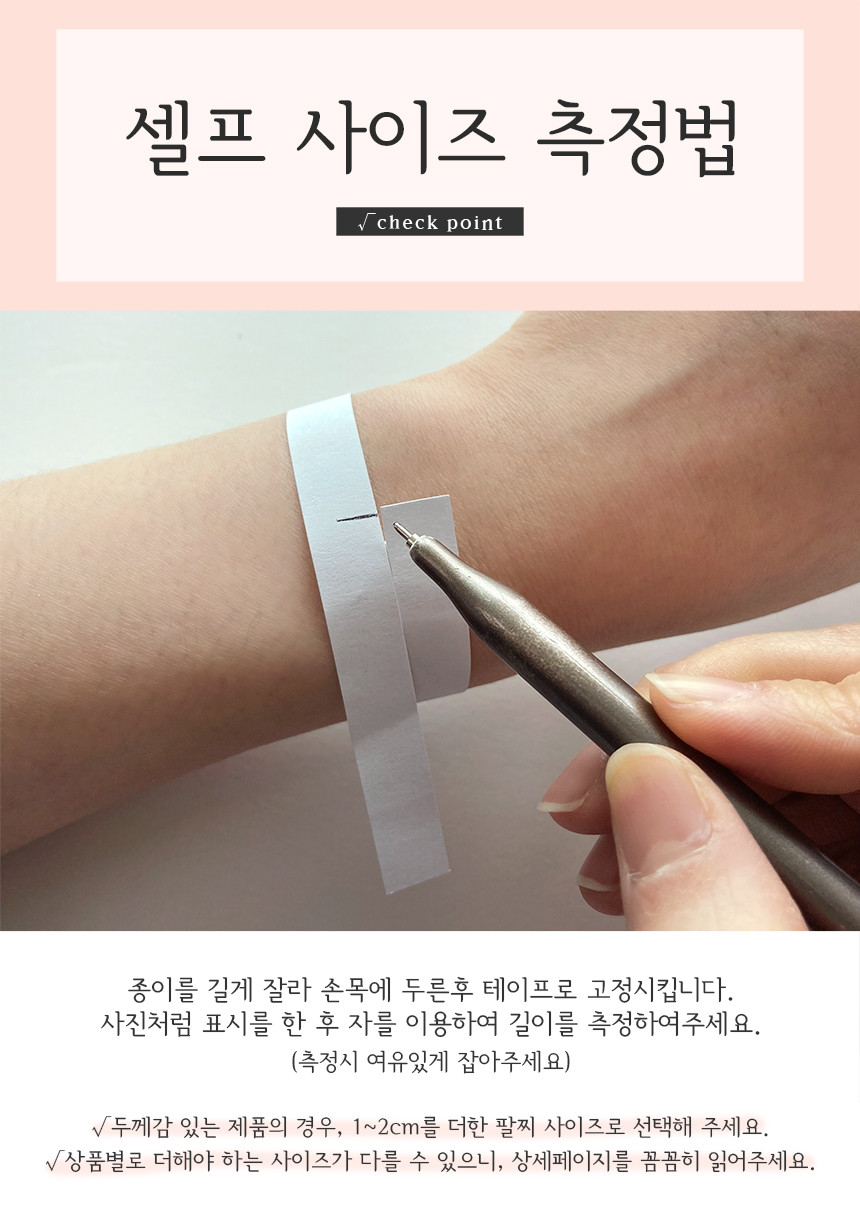 셀프 사이즈 측정법
√check point
종이를 길게 잘라 손목에 두른후 테이프로 고정시킵니다.
사진처럼 표시를 한 후 자를 이용하여 길이를 측정하여주세요.
(측정시 여유있게 잡아주세요)
√두께감 있는 제품의 경우, 1~2cm를 더한 팔찌 사이즈로 선택해 주세요.
√상품별로 더해야 하는 사이즈가 다를 수 있으니, 상세페이지를 꼼꼼히 읽어주세요.